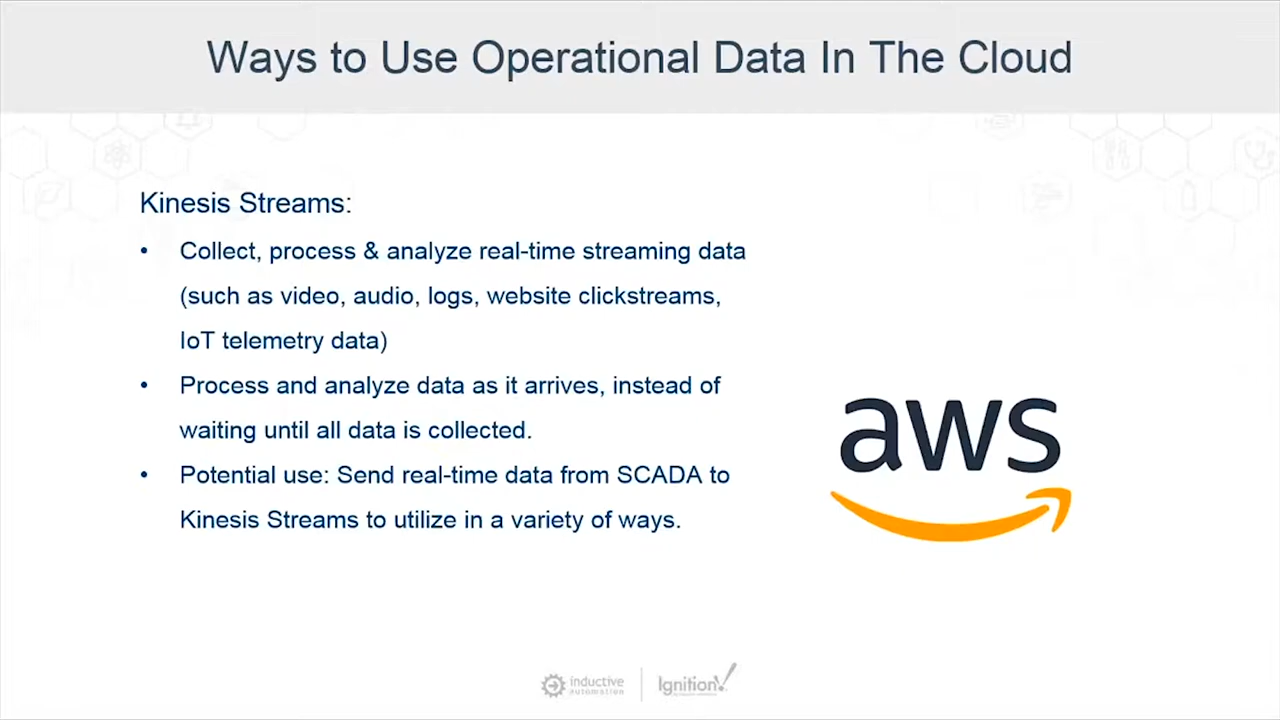 Ways to Use Operational Data In The Cloud
Kinesis Streams:
• Collect, process & analyze real-time streaming data
(such as video, audio, logs, website clickstreams,
IoT telemetry data)
• Process and analyze data as it arrives, instead of
waiting until all data is collected.
• Potential use: Send real-time data from SCADA to
Kinesis Streams to utilize in a variety of ways.
aws
inductive
automation
Ignition!